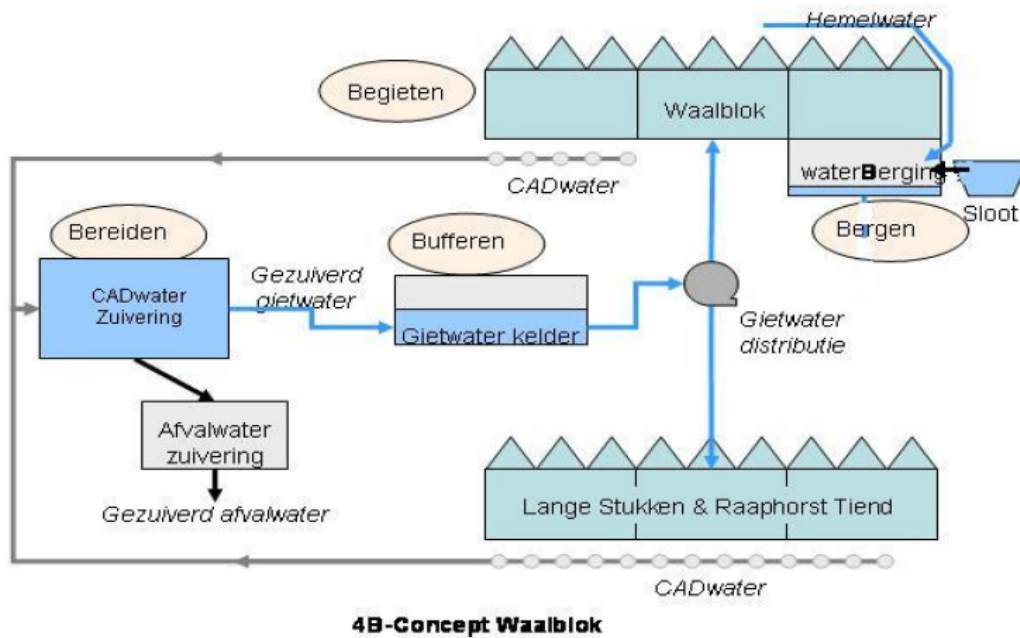 Hemelwater
Begieten
Waalblok
CADwater
waterBerging
Sloot
Bereiden
Bufferen
Bergen
CADwater
Zuivering
Gezuiverd
gietwater
Gietwater kelder
Gietwater
distributie
Afvalwater
zuivering
Gezuiverd afvalwater
Lange Stukken & Raaphorst Tiend
CADwater
4B-Concept Waalblok